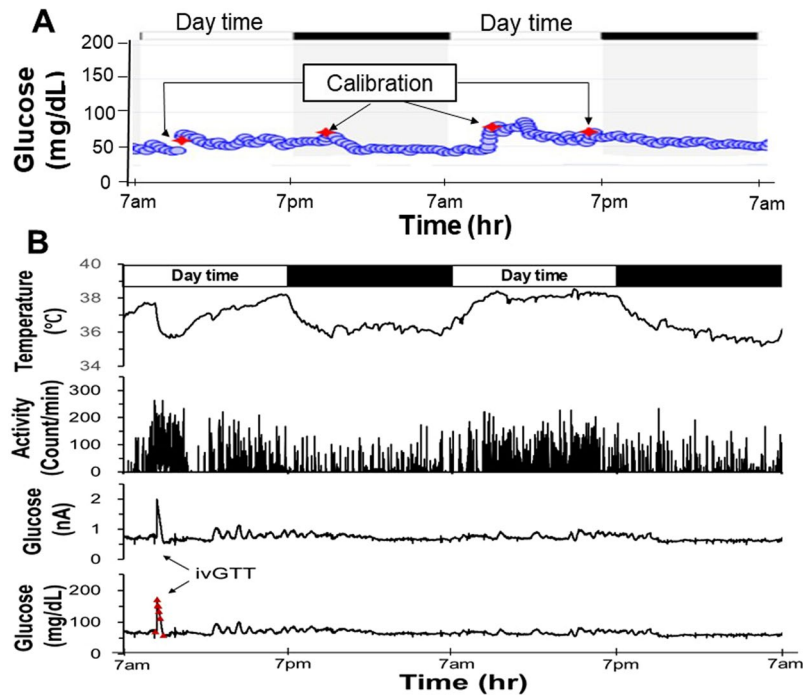 A
Day time
Day time
Glucose
(mg/dL)
200
150
100
50
0
Calibration
7am
7pm
7am
7pm
7am
Time (hr)
B
Day time
Day time
Temperature
(℃)
40
38
36
34
Activity
(Count/min)
300
200
100
0
Glucose
(nA)
2
1
0
ivGTT
Glucose
(mg/dL)
200
100
0
7am
7pm
7am
7pm
7am
Time (hr)